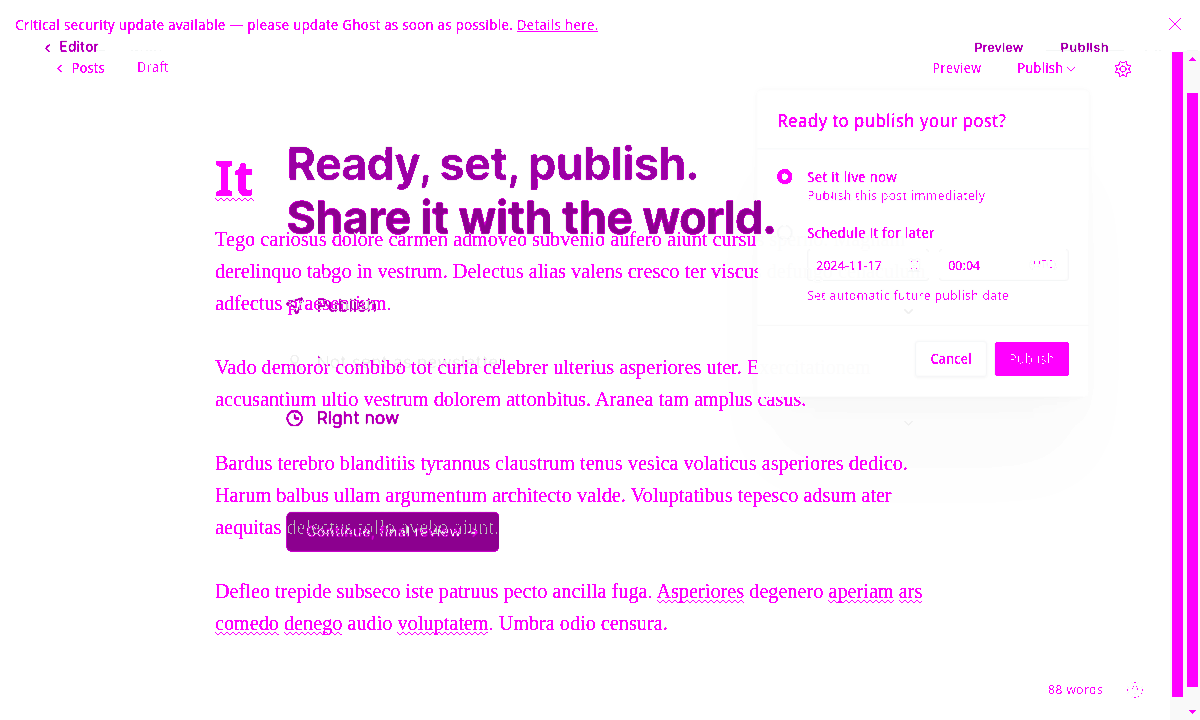 Critical security update available — please update Ghost as soon as possible. Details here.
Editor
Preview
Publish
Posts
Draft
Preview
Publish
Ready to publish your post?
It
Ready, set, publish.
Share it with the world.
Set it live now
Publish this post immediately
Schedule it for later
2024-11-17
00:04
Set automatic future publish date
Cancel
Publish
Tego cariosus dolore carmen admoveo subvenio aufero aiunt cursu
derelinquo tabgo in vestrum. Delectus alias valens cresco ter viscus
adfectus praesentium.
Publish
Vado demoror combibo tot curia celebrer ulterius asperiores uter.
accusantium ultio vestrum dolorem attonbitus. Aranea tam amplus casus.
Right now
Bardus terebro blanditiis tyrannus claustrum tenus vesica volaticus asperiores dedico.
Harum balbus ullam argumentum architecto valde. Voluptatibus tepesco adsum ater
aequitas delectus aiunt.
Continue, final review →
Defleo trepide subseco iste patruus pecto ancilla fuga. Asperiores degenero aperiam ars
comedo denego audio voluptatem. Umbra odio censura.
88 words